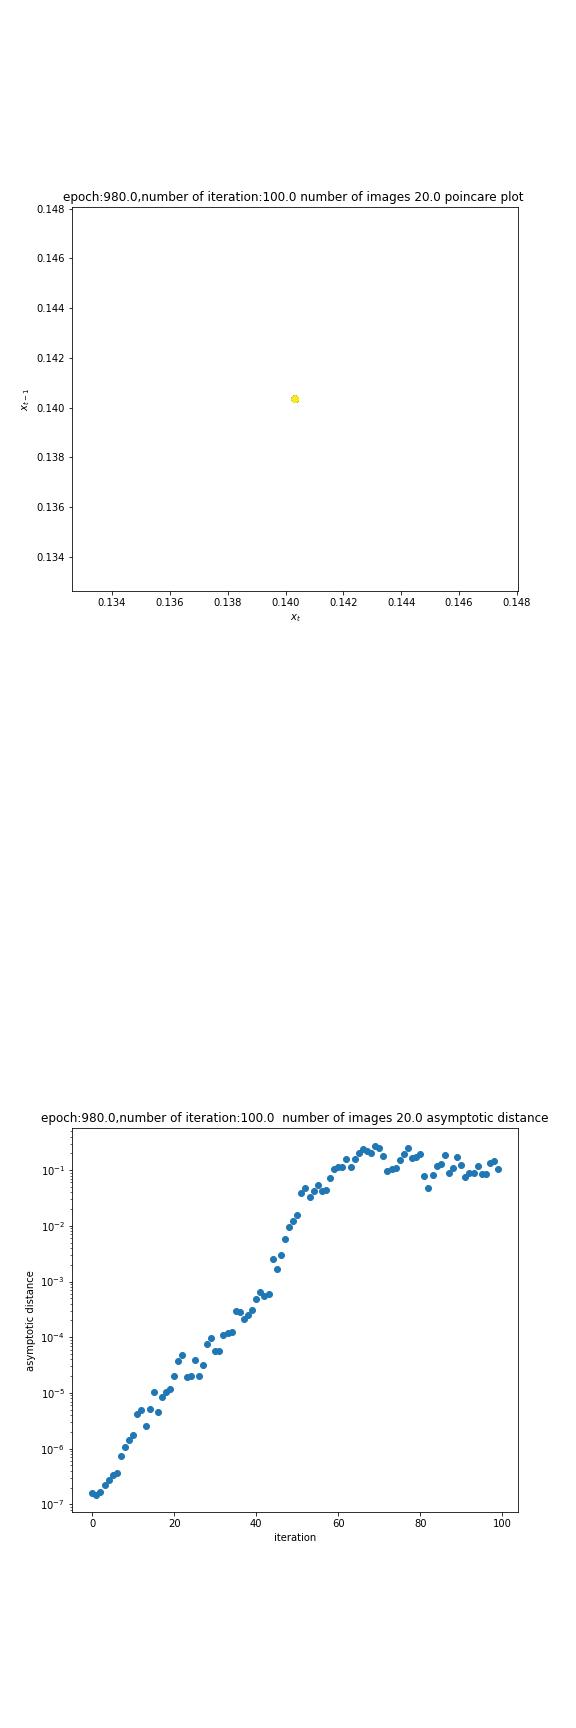 epoch:980.0,number of iteration:100.0 number of images 20.0 poincare plot
0.148
0.146
0.144
0.142
0.140
0.138
0.136
0.134
x_{t-1}
0.134 0.136 0.138 0.140 0.142 0.144 0.146 0.148
x_t
epoch:980.0,number of iteration:100.0  number of images 20.0 asymptotic distance
10^{-1}
10^{-2}
10^{-3}
10^{-4}
10^{-5}
10^{-6}
10^{-7}
asymptotic distance
0 20 40 60 80 100
iteration